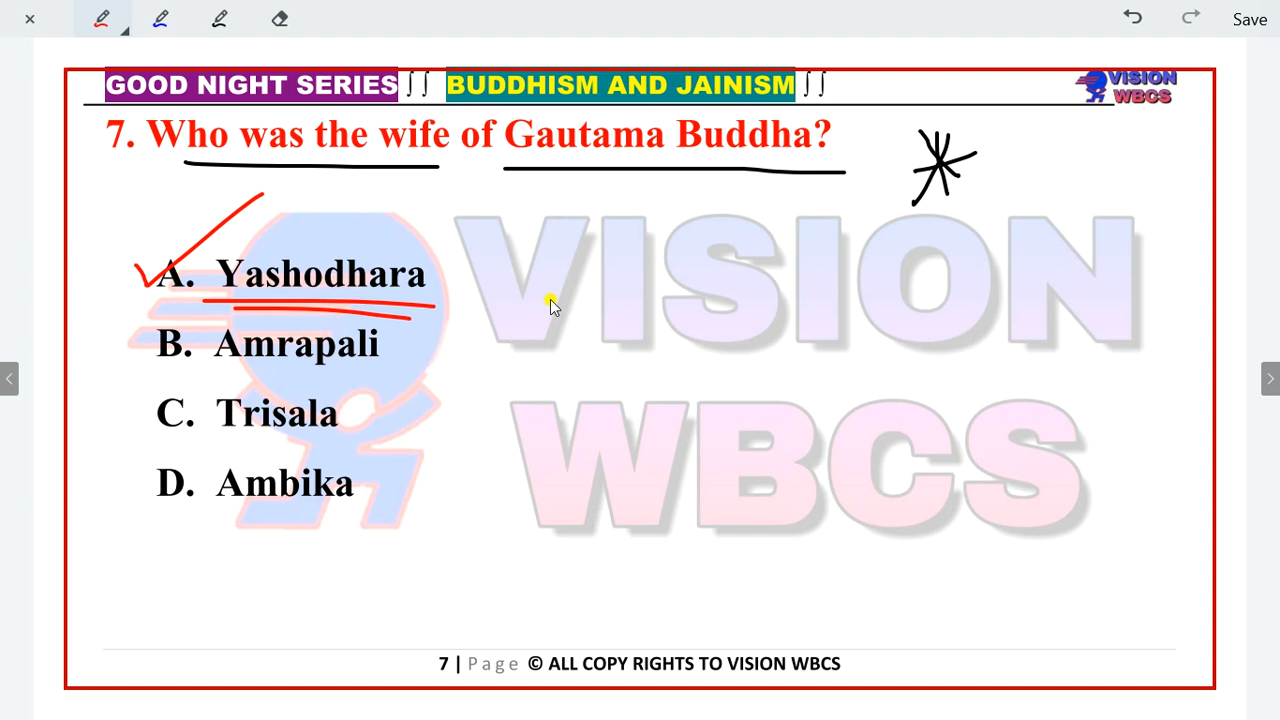 Save
GOOD NIGHT SERIES ∫∫ BUDDHISM AND JAINISM ∫∫
VISION
WBCS
7. Who was the wife of Gautama Buddha?
A. Yashodhara
B. Amrapali
C. Trisala
D. Ambika
VISION
WBCS
7 | Page © ALL COPY RIGHTS TO VISION WBCS